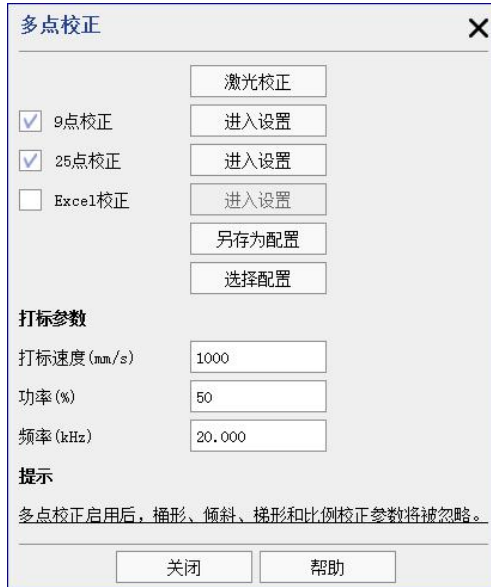 多点校正
激光校正
9点校正 进入设置
25点校正 进入设置
Excel校正 进入设置
另存为配置
选择配置
打标参数
打标速度(mm/s) 1000
功率(%) 50
频率(kHz) 20.000
提示
多点校正启用后，桶形、倾斜、梯形和比例校正参数将被忽略。
关闭 帮助